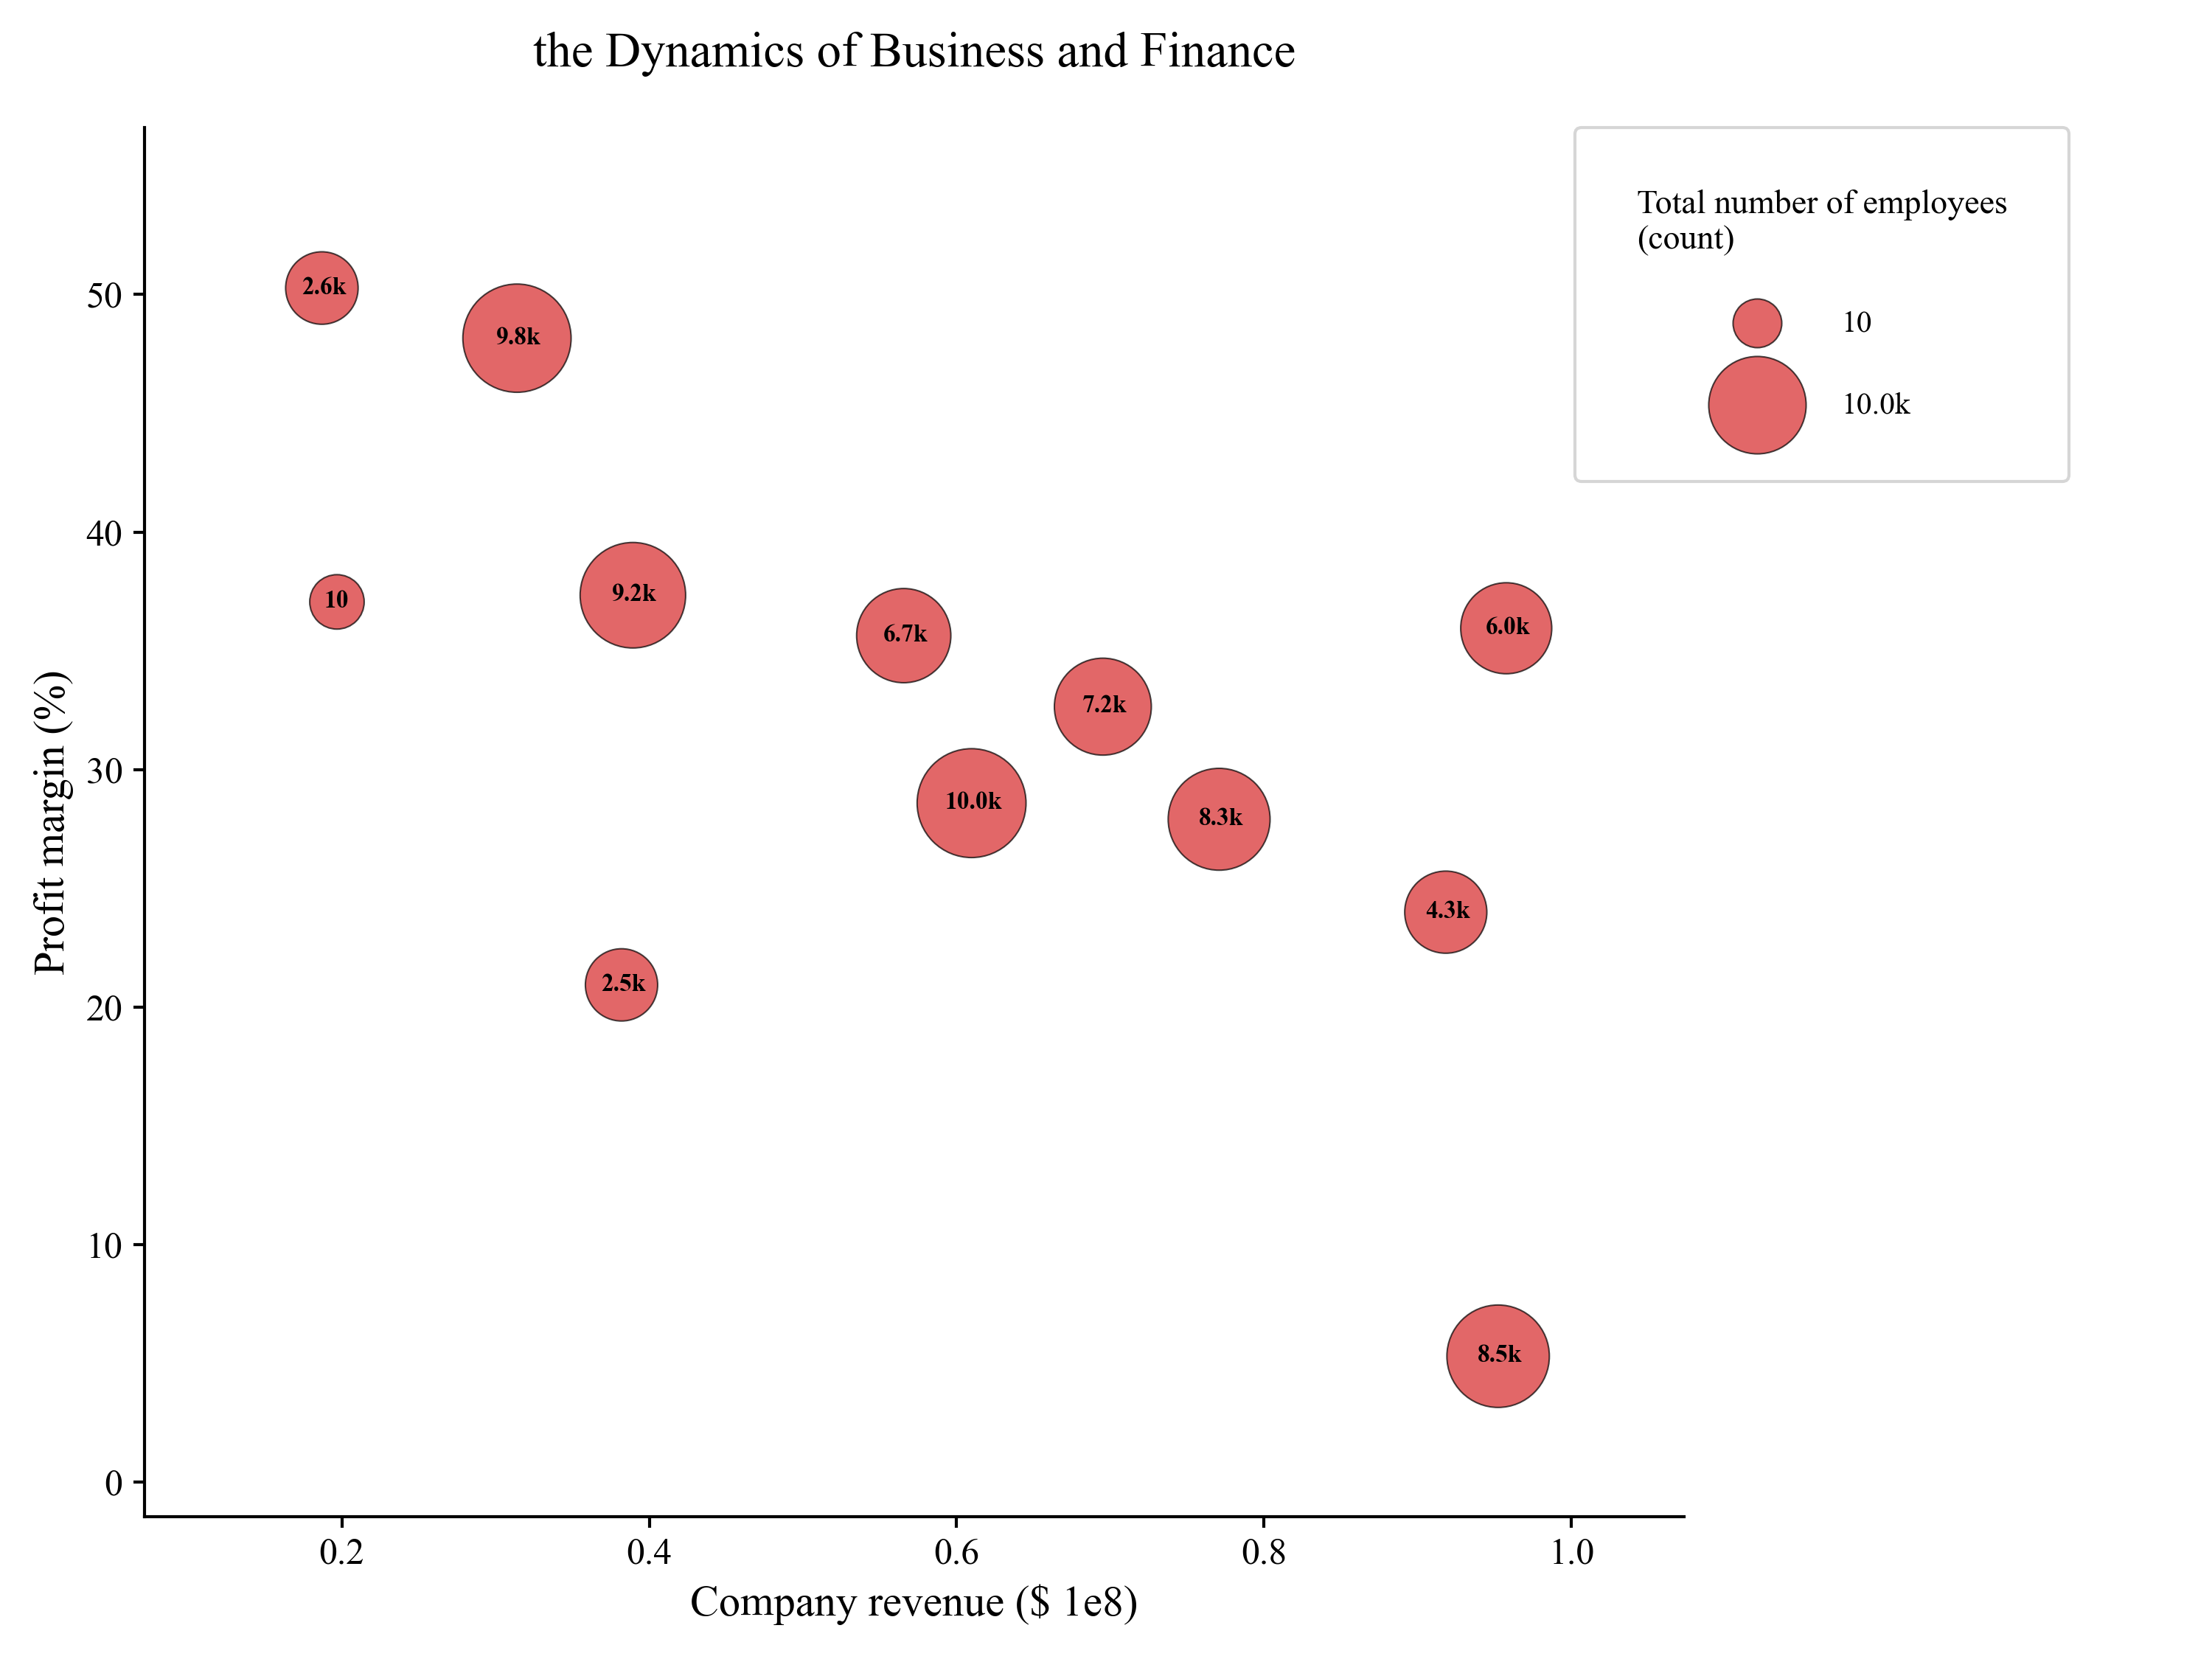 the Dynamics of Business and Finance
Total number of employees
(count)
10
10.0k
Profit margin (%)
50
40
30
20
10
0
2.6k
9.8k
10
9.2k
6.7k
6.0k
7.2k
10.0k
8.3k
4.3k
2.5k
8.5k
0.2
0.4
0.6
0.8
1.0
Company revenue ($ 1e8)